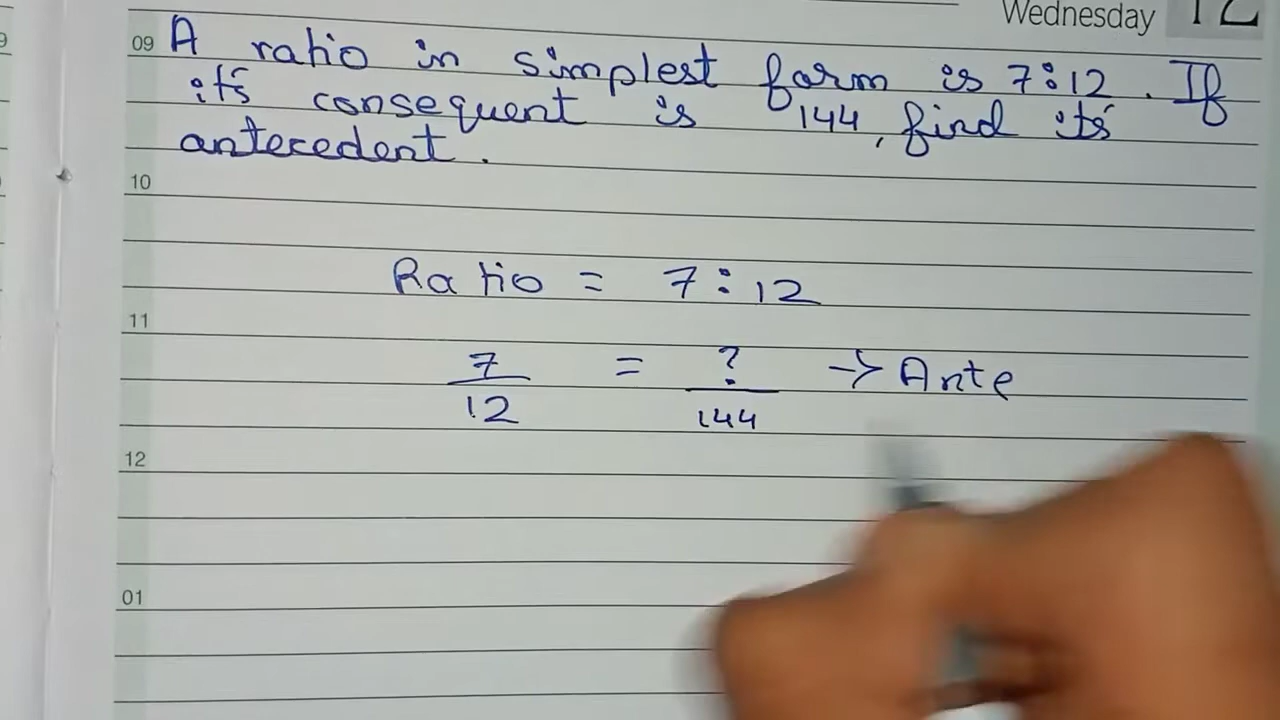 Wednesday 12
09 A ratio in simplest form is 7:12. If
its consequent is 144, find its
antecedent.
10
Ratio = 7:12
11
7/12 = ?/144 → Ante
12
01